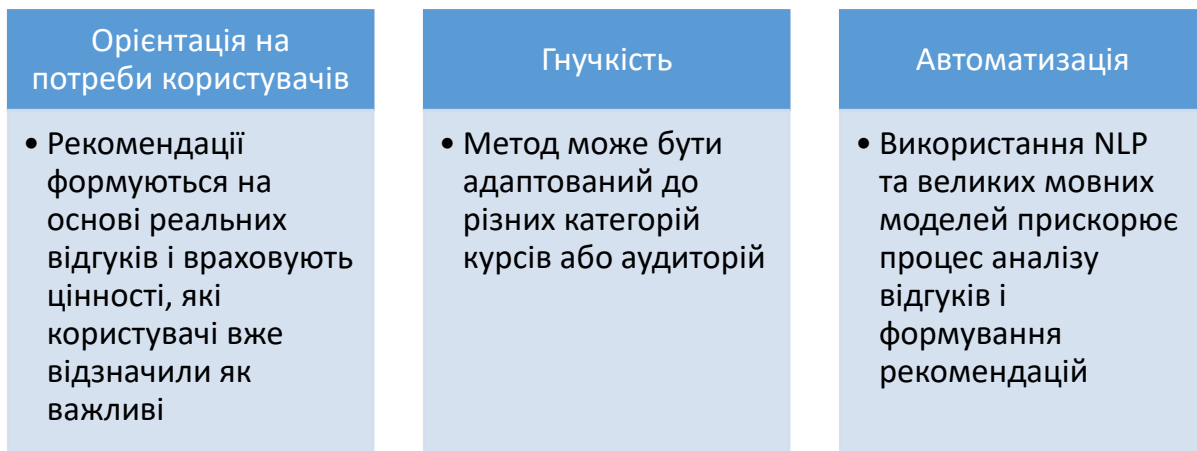 Орієнтація на
потреби користувачів
• Рекомендації
формуються на
основі реальних
відгуків і враховують
цінності, які
користувачі вже
відзначили як
важливі
Гнучкість
• Метод може бути
адаптований до
різних категорій
курсів або аудиторій
Автоматизація
• Використання NLP
та великих мовних
моделей прискорює
процес аналізу
відгуків і
формування
рекомендацій